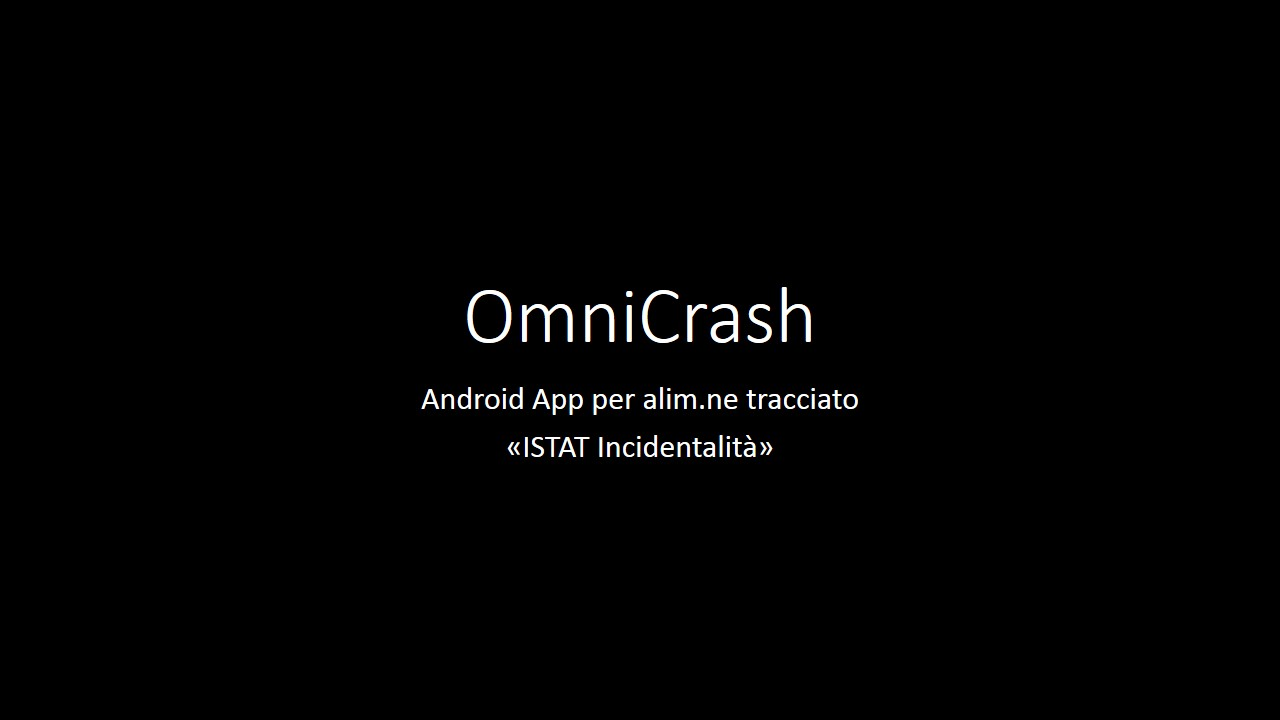 OmniCrash
Android App per alim.ne tracciato
«ISTAT Incidentalità»